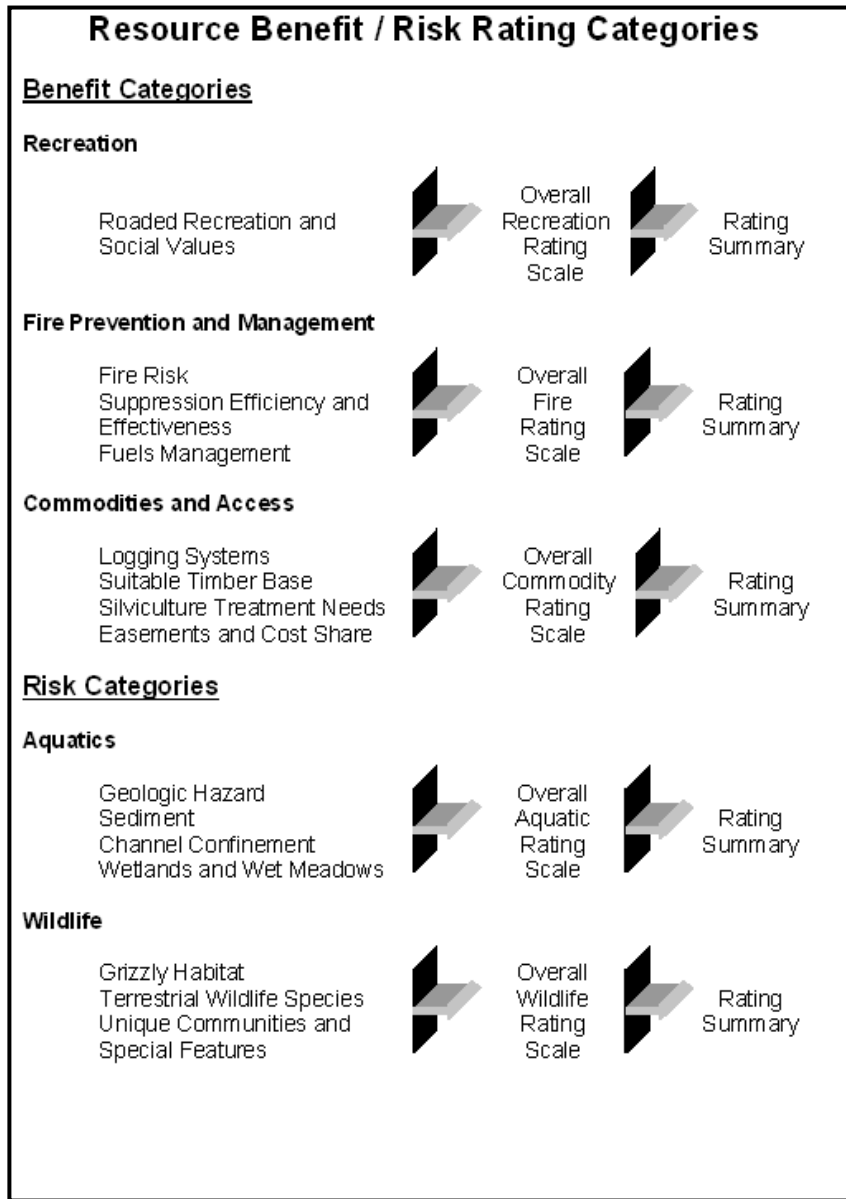 Resource Benefit / Risk Rating Categories
Benefit Categories
Recreation
Roaded Recreation and
Social Values
Overall
Recreation
Rating
Scale
Rating
Summary
Fire Prevention and Management
Fire Risk
Suppression Efficiency and
Effectiveness
Fuels Management
Overall
Fire
Rating
Scale
Rating
Summary
Commodities and Access
Logging Systems
Suitable Timber Base
Silviculture Treatment Needs
Easements and Cost Share
Overall
Commodity
Rating
Scale
Rating
Summary
Risk Categories
Aquatics
Geologic Hazard
Sediment
Channel Confinement
Wetlands and Wet Meadows
Overall
Aquatic
Rating
Scale
Rating
Summary
Wildlife
Grizzly Habitat
Terrestrial Wildlife Species
Unique Communities and
Special Features
Overall
Wildlife
Rating
Scale
Rating
Summary